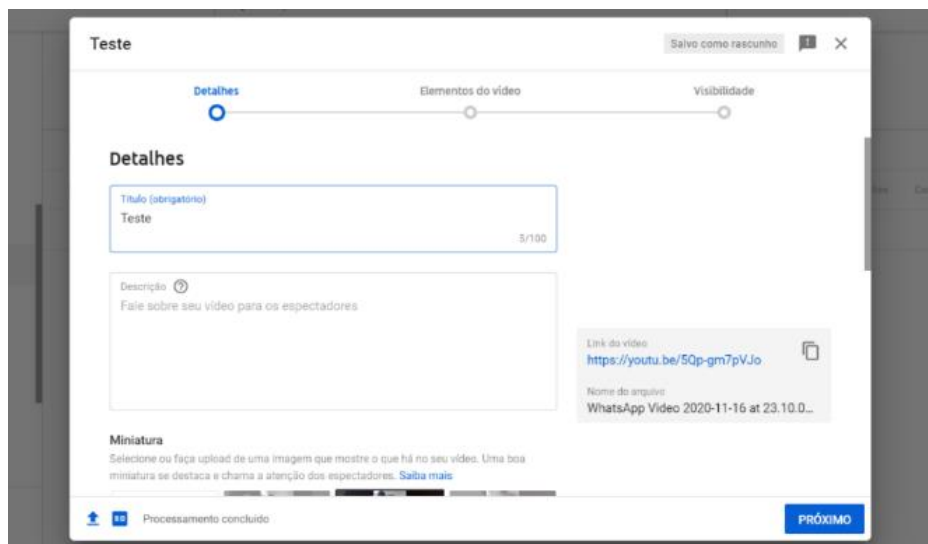 Teste
Salvo como rascunho
Detalhes
Elementos do vídeo
Visibilidade
Detalhes
Título (obrigatório)
Teste
5/100
Descrição
Fale sobre seu vídeo para os espectadores
Link do vídeo
https://youtu.be/5Qp-gm7pVJo
Nome do arquivo
WhatsApp Video 2020-11-16 at 23.10.0...
Miniatura
Selecione ou faça upload de uma imagem que mostre o que há no seu vídeo. Uma boa
miniatura se destaca e chama a atenção dos espectadores. Saiba mais
Processamento concluído
PRÓXIMO